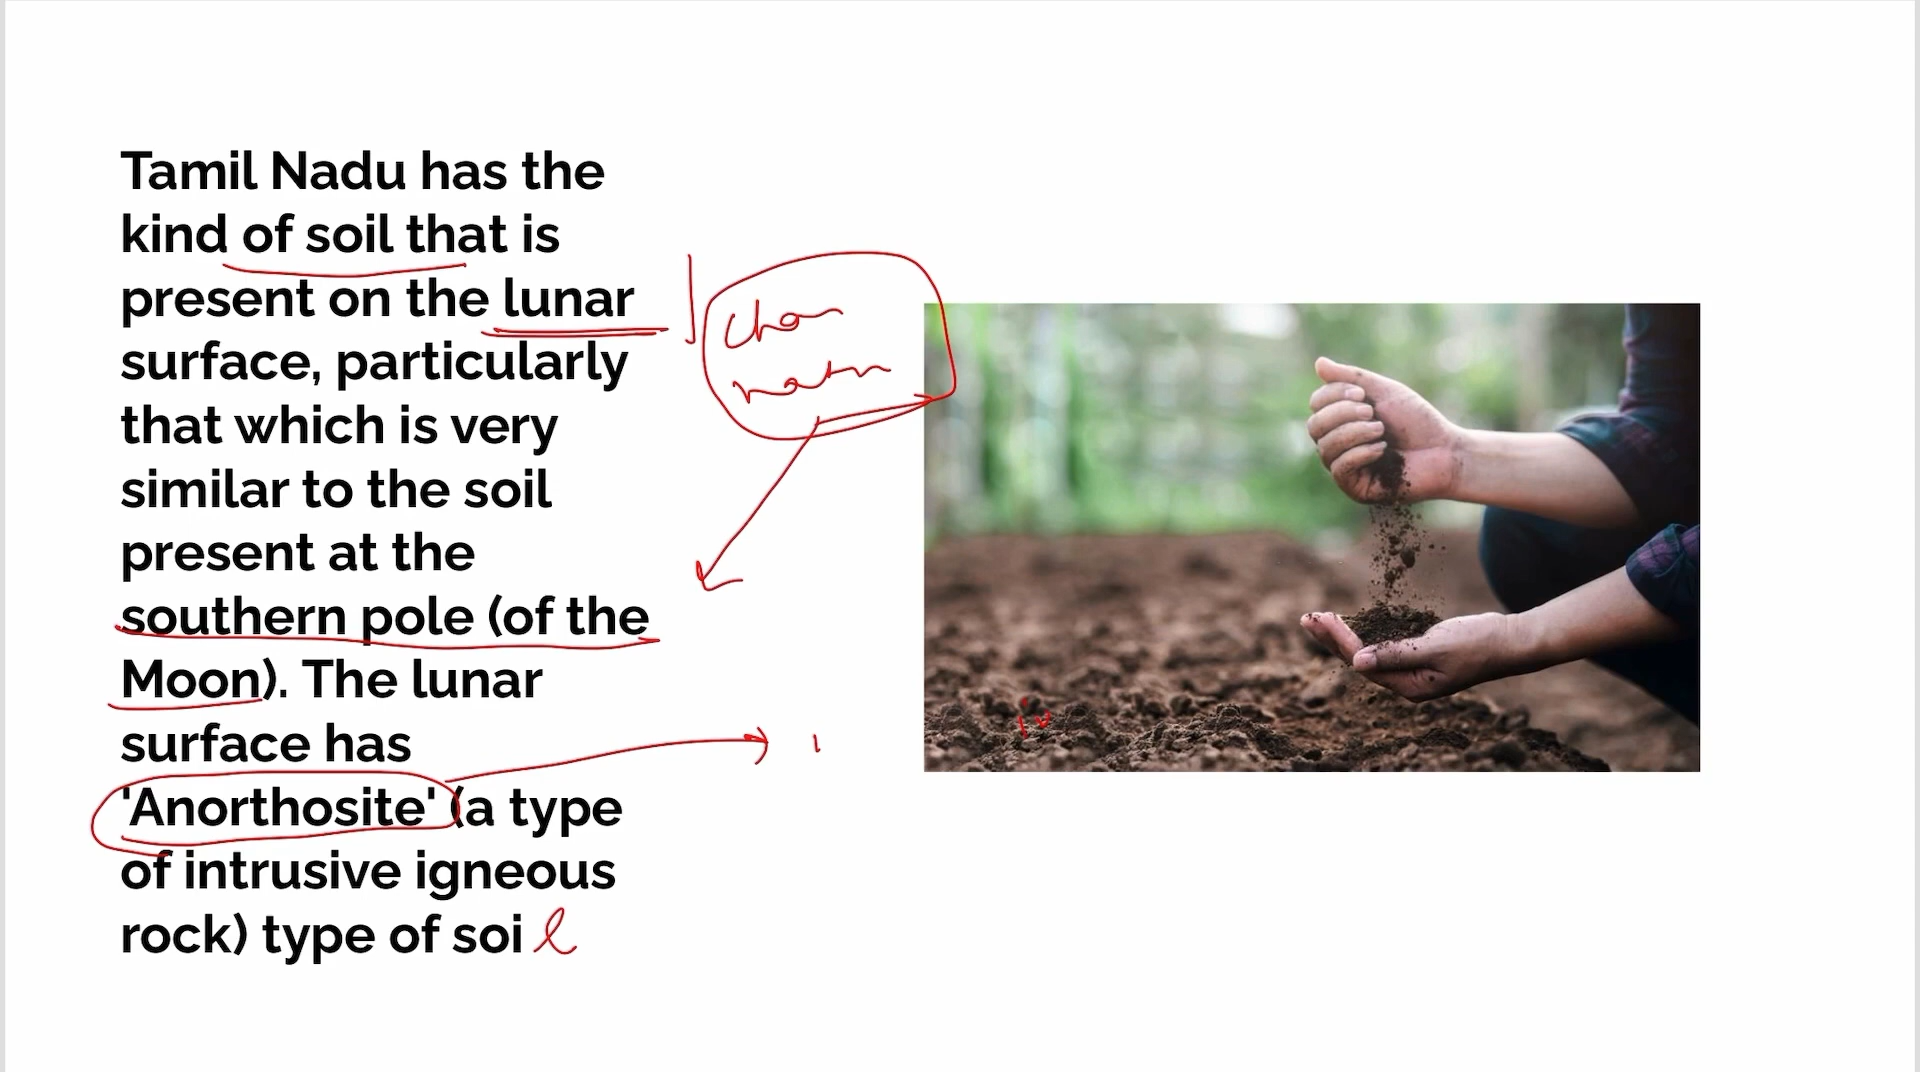 Tamil Nadu has the
kind of soil that is
present on the lunar
surface, particularly
that which is very
similar to the soil
present at the
southern pole (of the
Moon). The lunar
surface has
'Anorthosite' (a type
of intrusive igneous
rock) type of soil